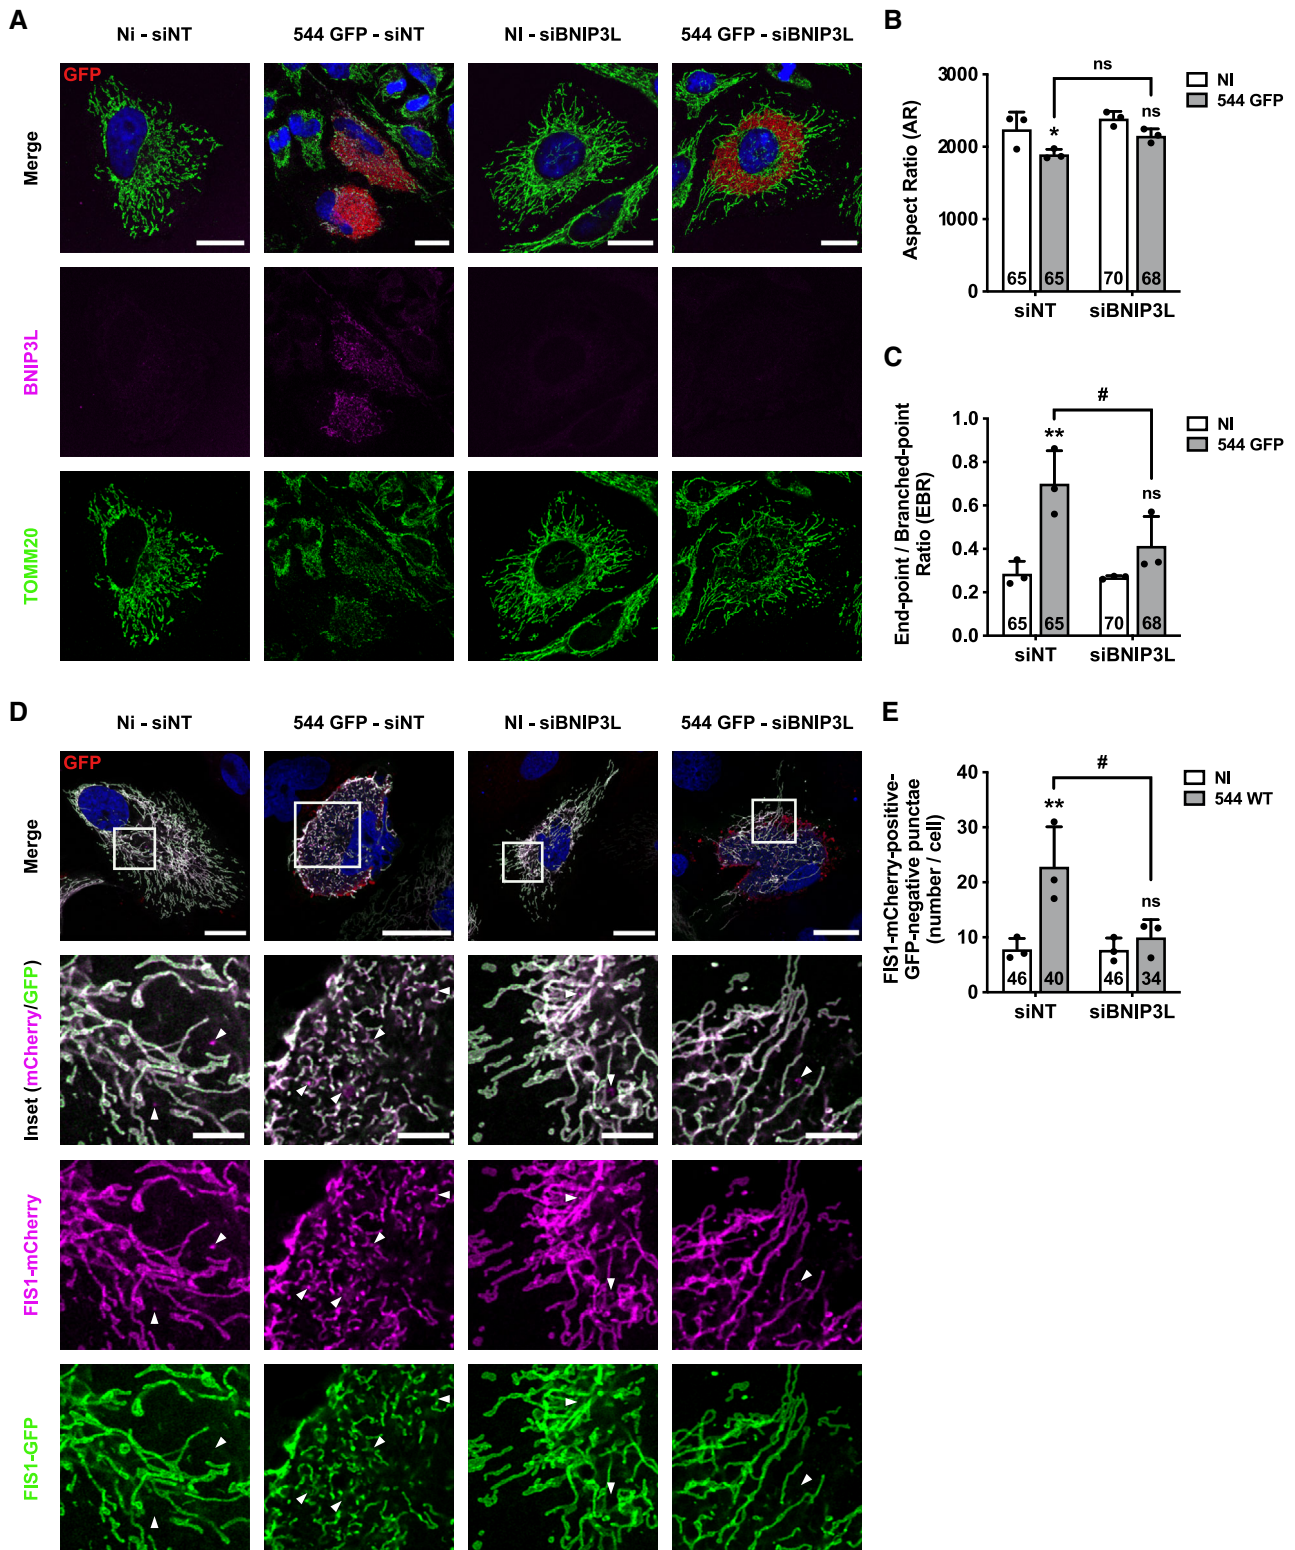 A
Ni - siNT
544 GFP - siNT
NI - siBNIP3L
544 GFP - siBNIP3L
GFP
Merge
BNIP3L
TOMM20
B
Aspect Ratio (AR)
3000
2000
1000
0
ns
*
ns
NI
544 GFP
65
65
70
68
siNT
siBNIP3L
C
End-point / Branched-point
Ratio (EBR)
1.0
0.8
0.6
0.4
0.2
0.0
#
**
ns
NI
544 GFP
65
65
70
68
siNT
siBNIP3L
D
Ni - siNT
544 GFP - siNT
NI - siBNIP3L
544 GFP - siBNIP3L
GFP
Merge
Inset (mCherry/GFP)
FIS1-mCherry
FIS1-GFP
E
FIS1-mCherry-positive-
GFP-negative punctae
(number / cell)
40
30
20
10
0
#
**
ns
NI
544 WT
46
40
46
34
siNT
siBNIP3L